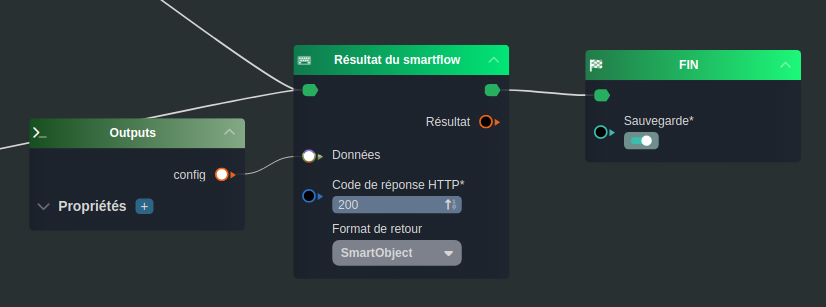 Résultat du smartflow
FIN
Résultat
Sauvegarde*
Outputs
Données
config
Code de réponse HTTP*
200
Propriétés +
Format de retour
SmartObject